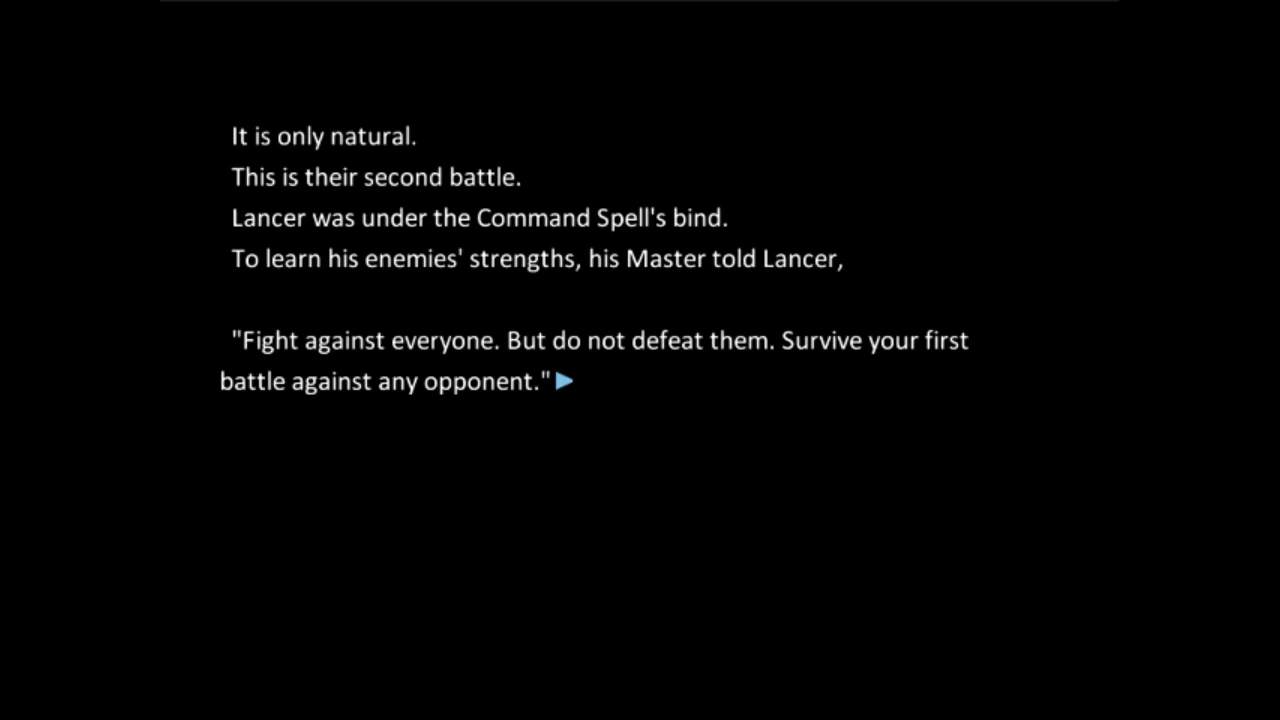 It is only natural.
This is their second battle.
Lancer was under the Command Spell's bind.
To learn his enemies' strengths, his Master told Lancer,
"Fight against everyone. But do not defeat them. Survive your first
battle against any opponent."